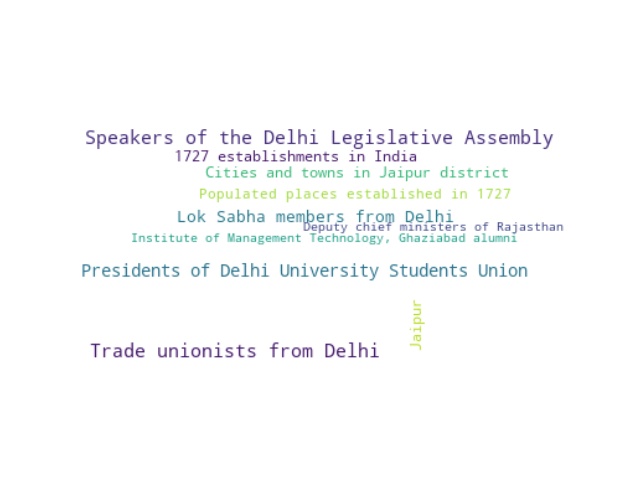 Speakers of the Delhi Legislative Assembly
1727 establishments in India
Cities and towns in Jaipur district
Populated places established in 1727
Lok Sabha members from Delhi
Deputy chief ministers of Rajasthan
Institute of Management Technology, Ghaziabad alumni
Presidents of Delhi University Students Union
Jaipur
Trade unionists from Delhi